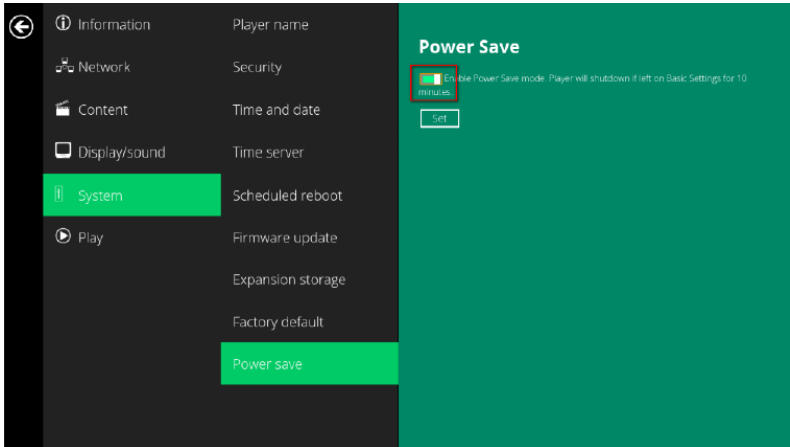 Information
Network
Content
Display/sound
System
Play
Player name
Security
Time and date
Time server
Scheduled reboot
Firmware update
Expansion storage
Factory default
Power save
Power Save
Enable Power Save mode. Player will shutdown if left on Basic Settings for 10
minutes.
Set